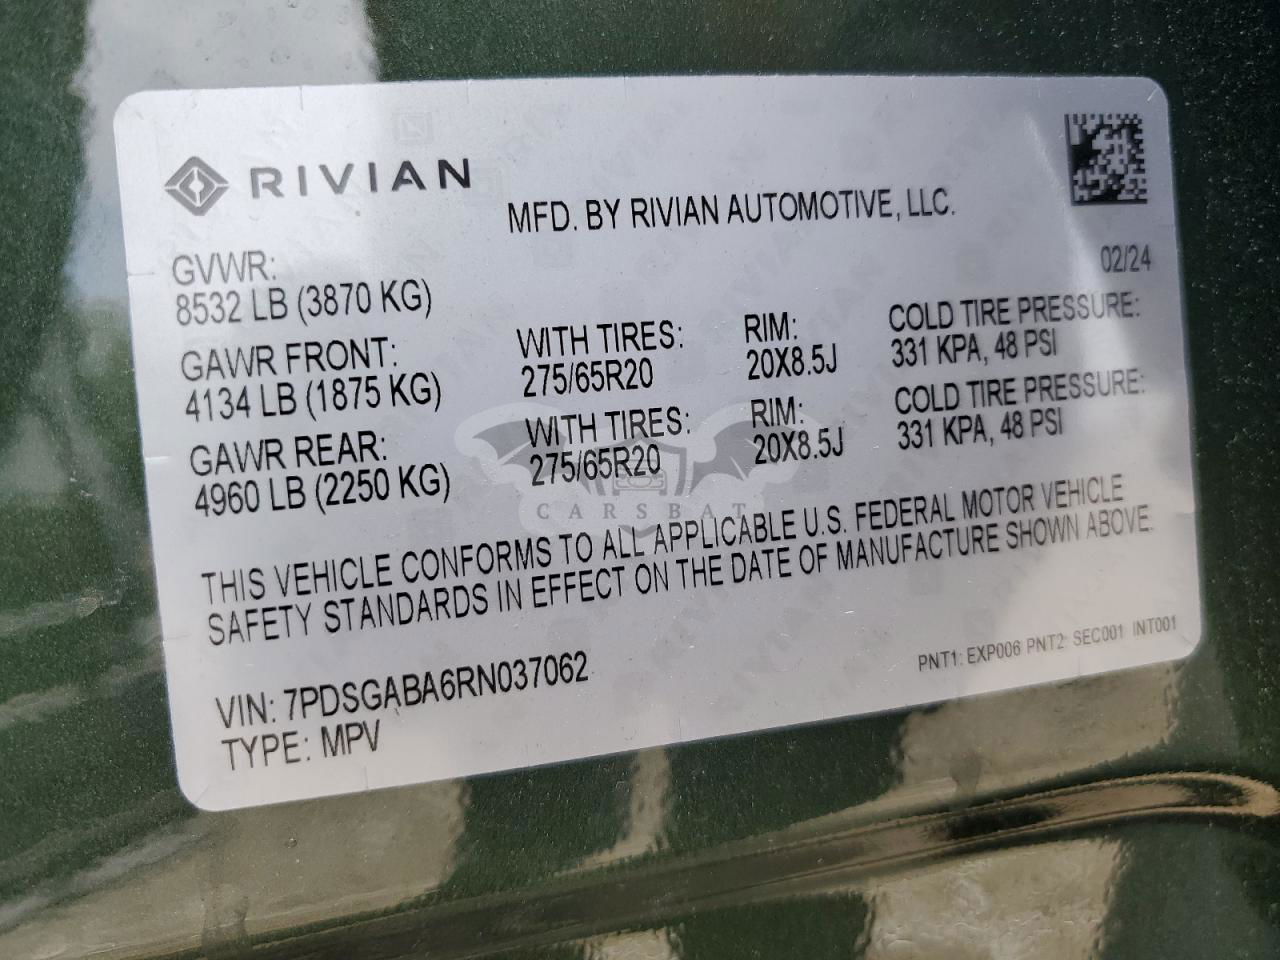 RIVIAN
MFD. BY RIVIAN AUTOMOTIVE, LLC.
02/24
GVWR:
8532 LB (3870 KG)
GAWR FRONT: WITH TIRES: RIM: COLD TIRE PRESSURE:
4134 LB (1875 KG) 275/65R20 20X8.5J 331 KPA, 48 PSI
GAWR REAR: WITH TIRES: RIM: COLD TIRE PRESSURE:
4960 LB (2250 KG) 275/65R20 20X8.5J 331 KPA, 48 PSI
CARSBAT
THIS VEHICLE CONFORMS TO ALL APPLICABLE U.S. FEDERAL MOTOR VEHICLE
SAFETY STANDARDS IN EFFECT ON THE DATE OF MANUFACTURE SHOWN ABOVE.
PNT1: EXP006 PNT2: SEC001 INT001
VIN: 7PDSGABA6RN037062
TYPE: MPV